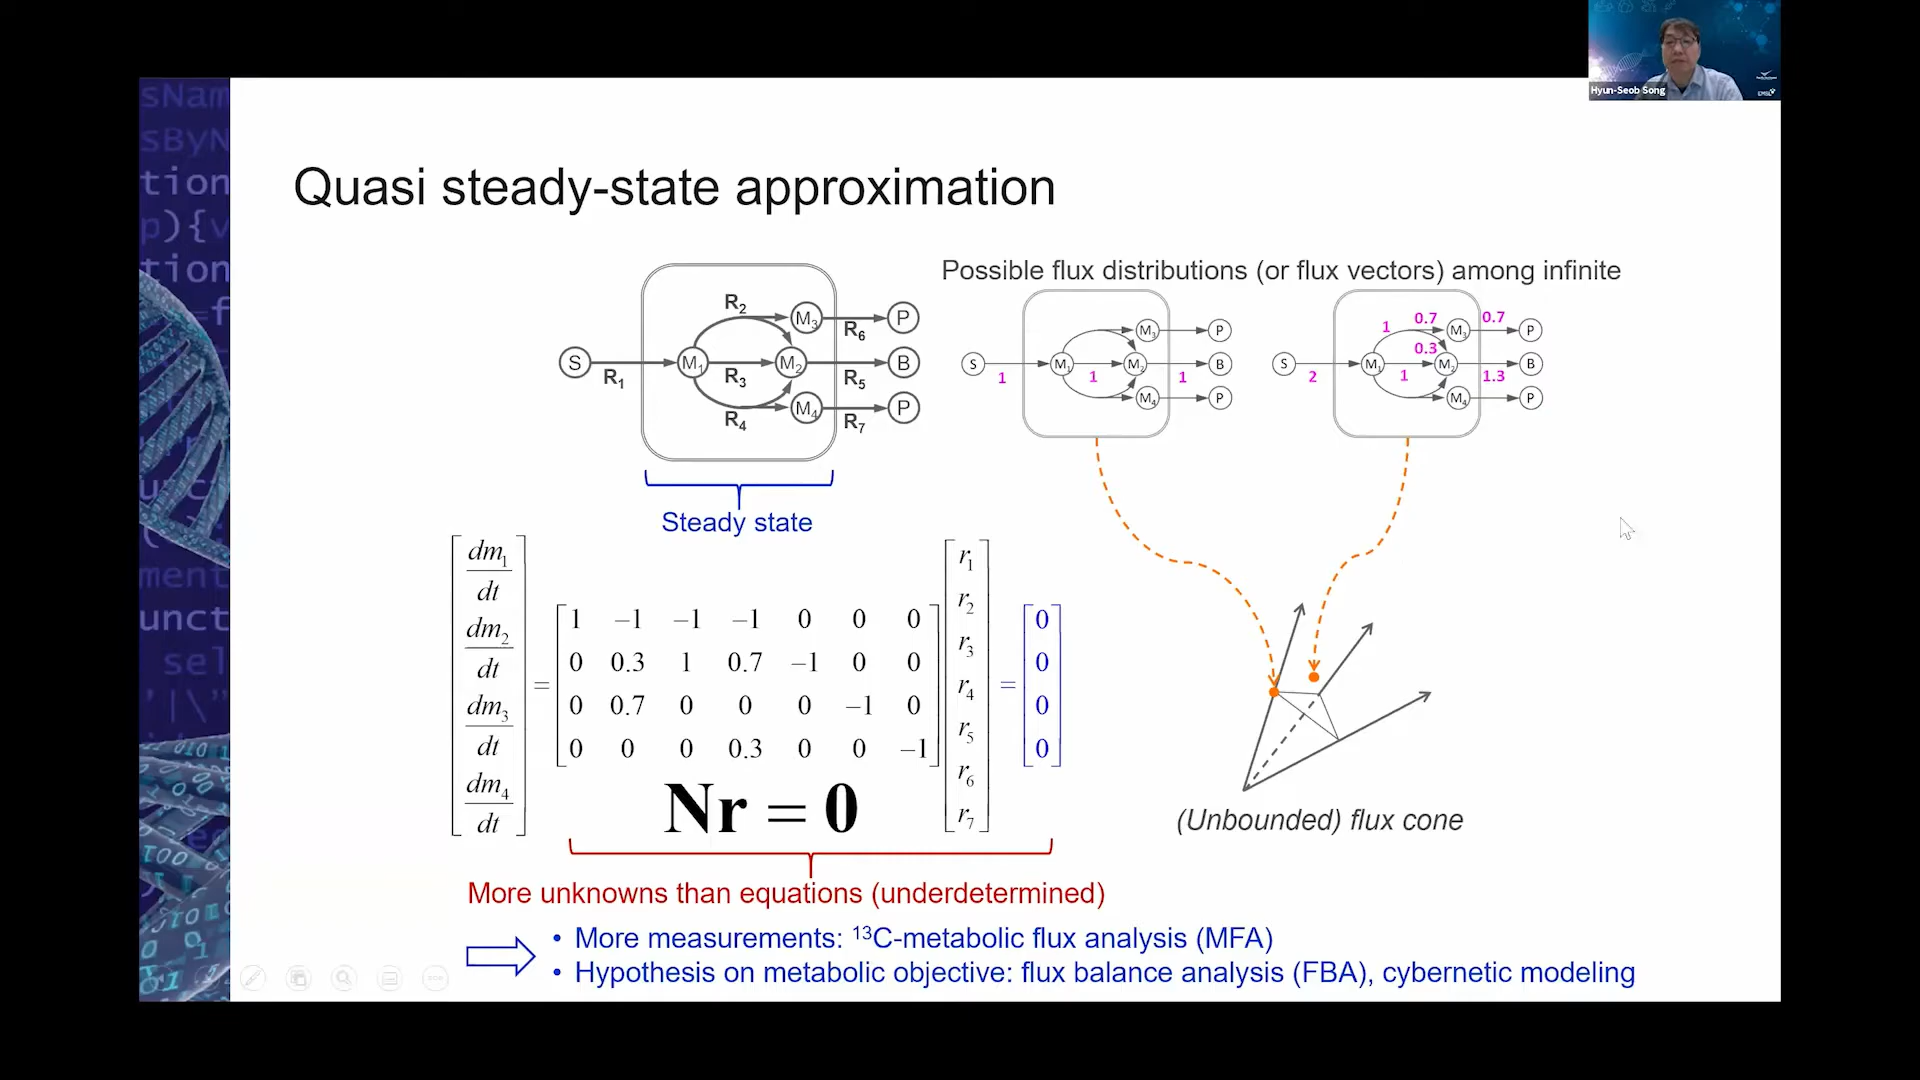 Hyun-Seob Song
Quasi steady-state approximation
Possible flux distributions (or flux vectors) among infinite
S R1 M1 R2 R3 R4 M3 M2 M4 R6 R5 R7 P B P
S 1 M1 1 M3 M2 M4 1 P B P
S 2 M1 1 0.7 0.3 1 M3 M2 M4 0.7 1.3 P B P
Steady state
dm1/dt
dm2/dt
dm3/dt
dm4/dt
=
1 –1 –1 –1 0 0 0
0 0.3 1 0.7 –1 0 0
0 0.7 0 0 0 –1 0
0 0 0 0.3 0 0 –1
r1
r2
r3
r4
r5
r6
r7
=
0
0
0
0
Nr = 0
(Unbounded) flux cone
More unknowns than equations (underdetermined)
• More measurements: ¹³C-metabolic flux analysis (MFA)
• Hypothesis on metabolic objective: flux balance analysis (FBA), cybernetic modeling